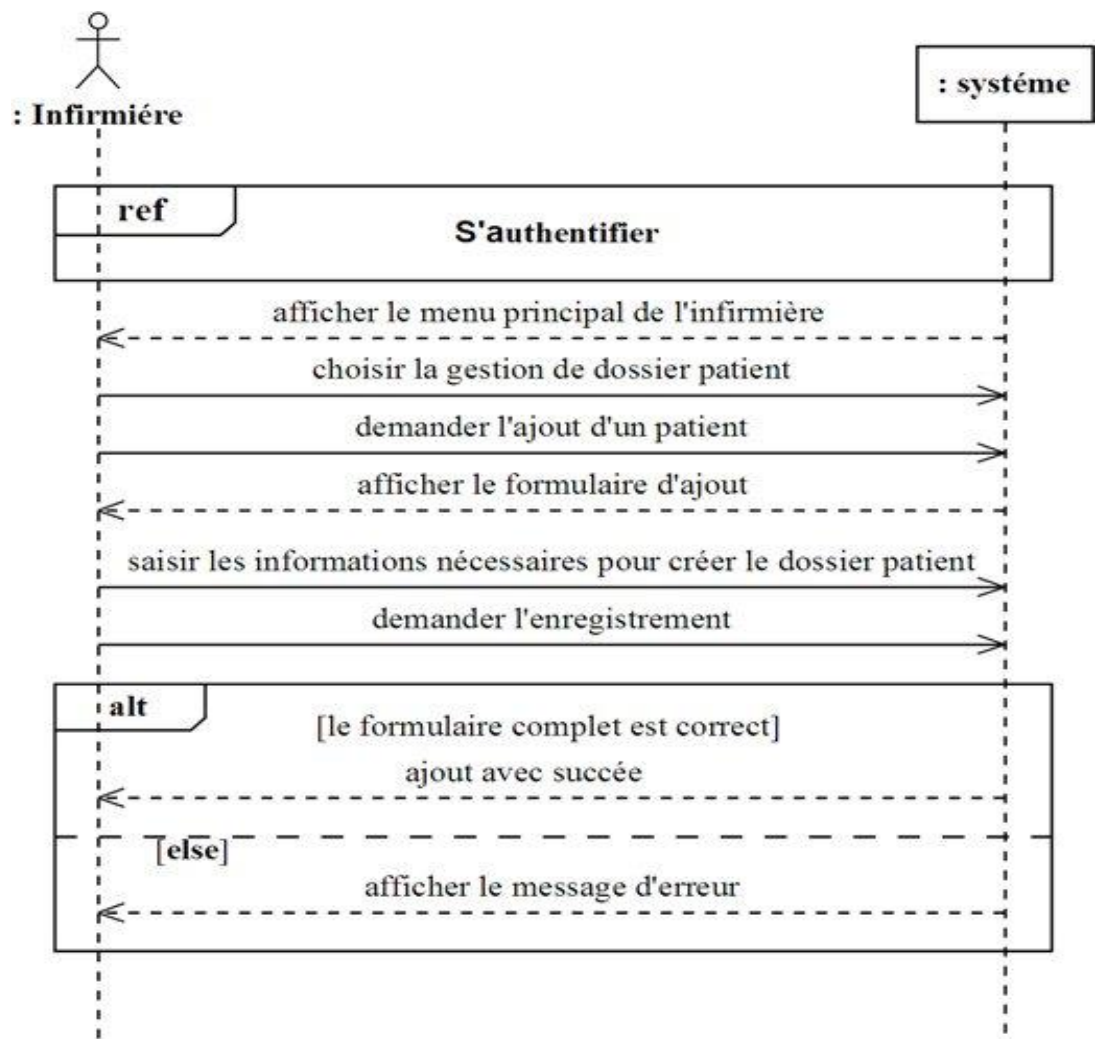 : Infirmiére
: systéme
ref
S'authentifier
afficher le menu principal de l'infirmière
choisir la gestion de dossier patient
demander l'ajout d'un patient
afficher le formulaire d'ajout
saisir les informations nécessaires pour créer le dossier patient
demander l'enregistrement
alt
[le formulaire complet est correct]
ajout avec succée
[else]
afficher le message d'erreur